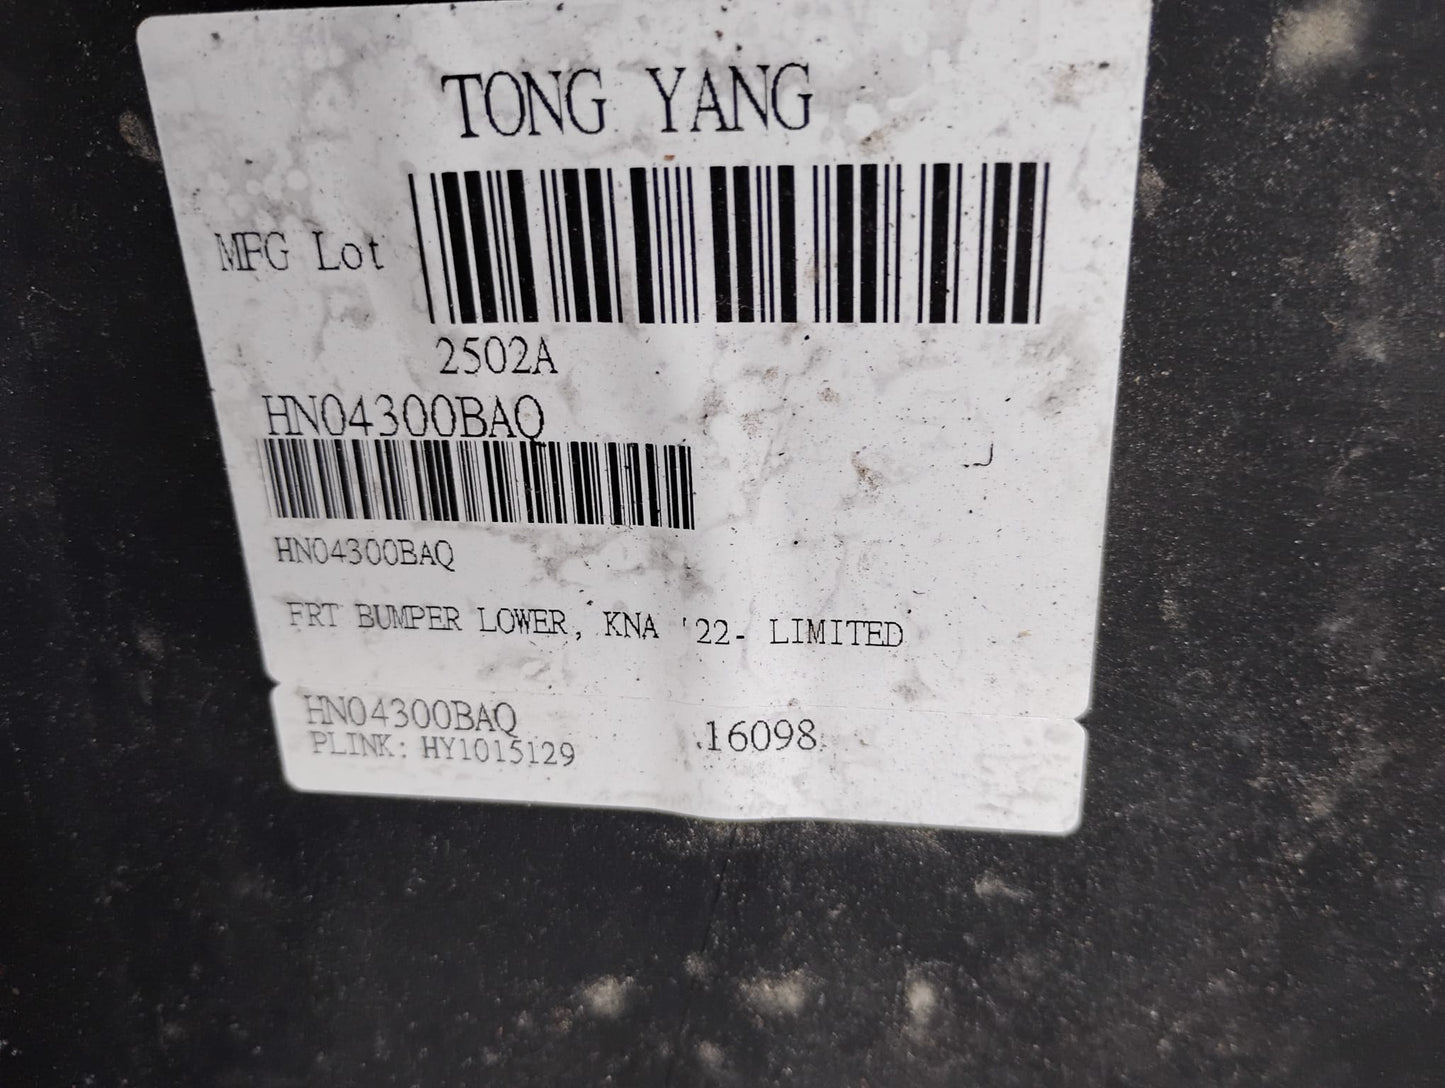 TONG YANG
MFG Lot
2502A
HN04300BAQ
HN04300BAQ
FRT BUMPER LOWER, KNA '22- LIMITED
HN04300BAQ
PLINK: HY1015129
16098